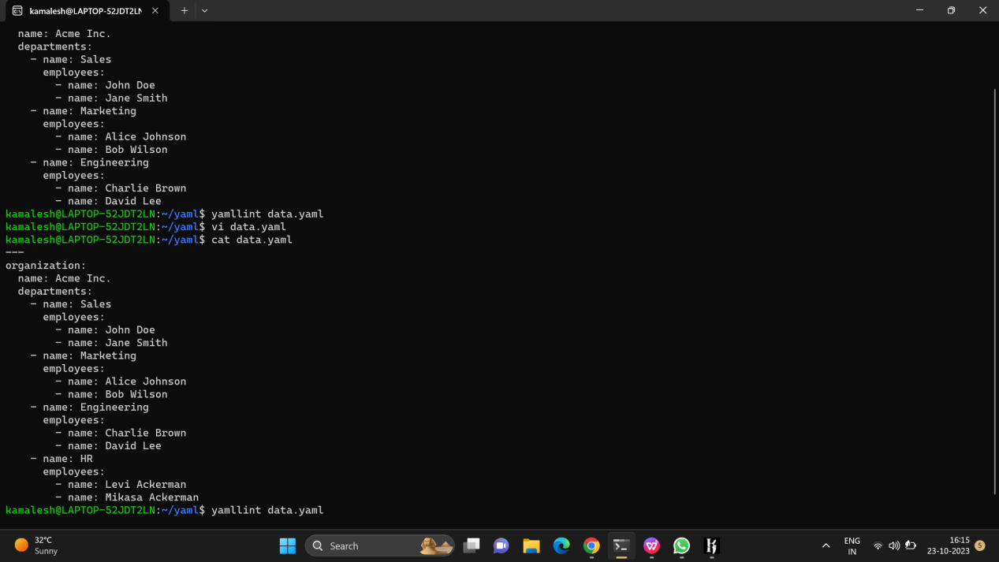 kamalesh@LAPTOP-52JDT2LN
name: Acme Inc.
  departments:
    - name: Sales
      employees:
        - name: John Doe
        - name: Jane Smith
    - name: Marketing
      employees:
        - name: Alice Johnson
        - name: Bob Wilson
    - name: Engineering
      employees:
        - name: Charlie Brown
        - name: David Lee
kamalesh@LAPTOP-52JDT2LN:~/yaml$ yamllint data.yaml
kamalesh@LAPTOP-52JDT2LN:~/yaml$ vi data.yaml
kamalesh@LAPTOP-52JDT2LN:~/yaml$ cat data.yaml
---
organization:
  name: Acme Inc.
  departments:
    - name: Sales
      employees:
        - name: John Doe
        - name: Jane Smith
    - name: Marketing
      employees:
        - name: Alice Johnson
        - name: Bob Wilson
    - name: Engineering
      employees:
        - name: Charlie Brown
        - name: David Lee
    - name: HR
      employees:
        - name: Levi Ackerman
        - name: Mikasa Ackerman
kamalesh@LAPTOP-52JDT2LN:~/yaml$ yamllint data.yaml
32°C
Sunny
Search
ENG
IN
16:15
23-10-2023
5